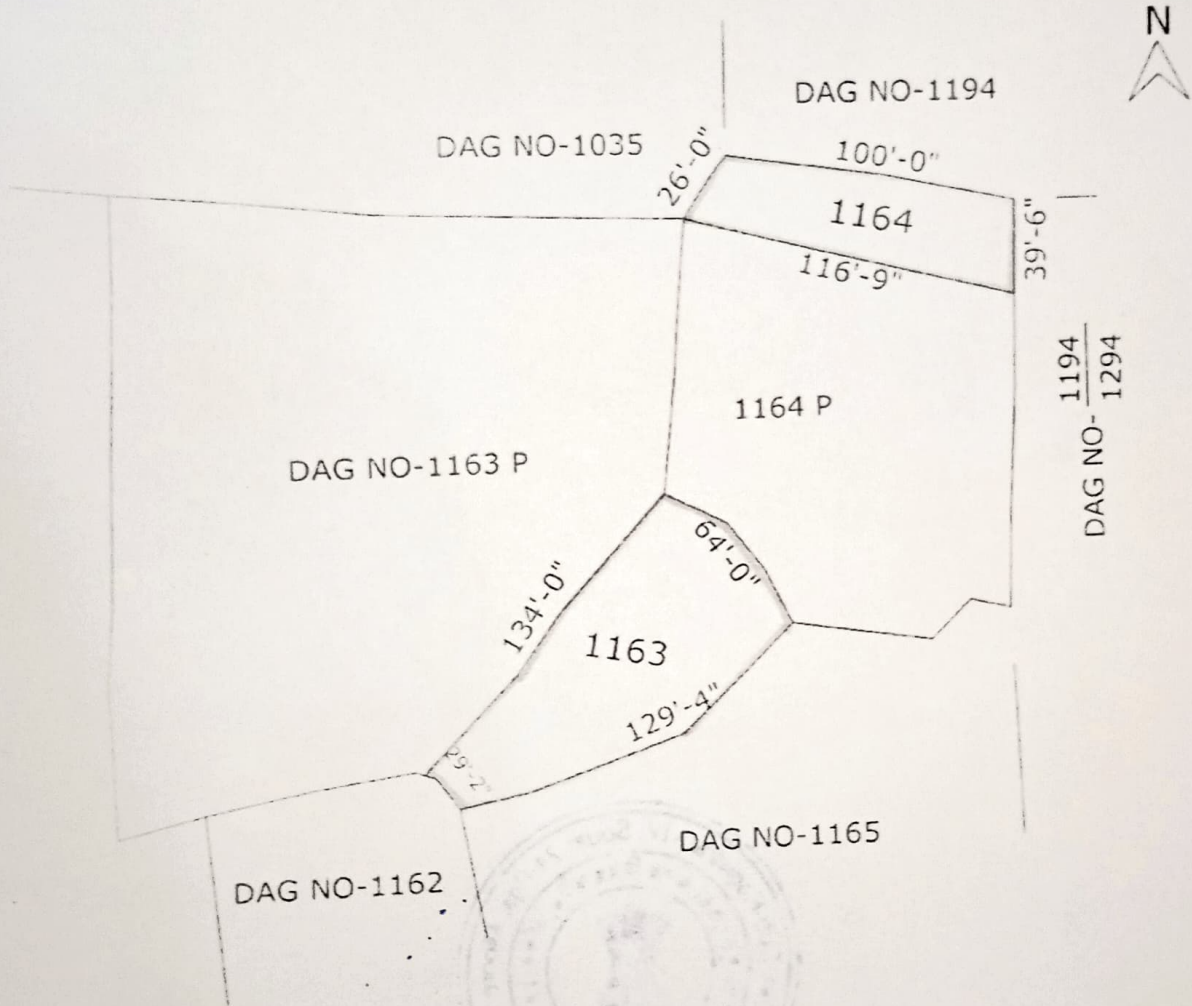 N
DAG NO-1194
DAG NO-1035
26'-0"
100'-0"
1164
39'-6"
116'-9"
DAG NO-1194/1294
1164 P
DAG NO-1163 P
64'-0"
134'-0"
1163
129'-4"
29'-2"
DAG NO-1165
DAG NO-1162